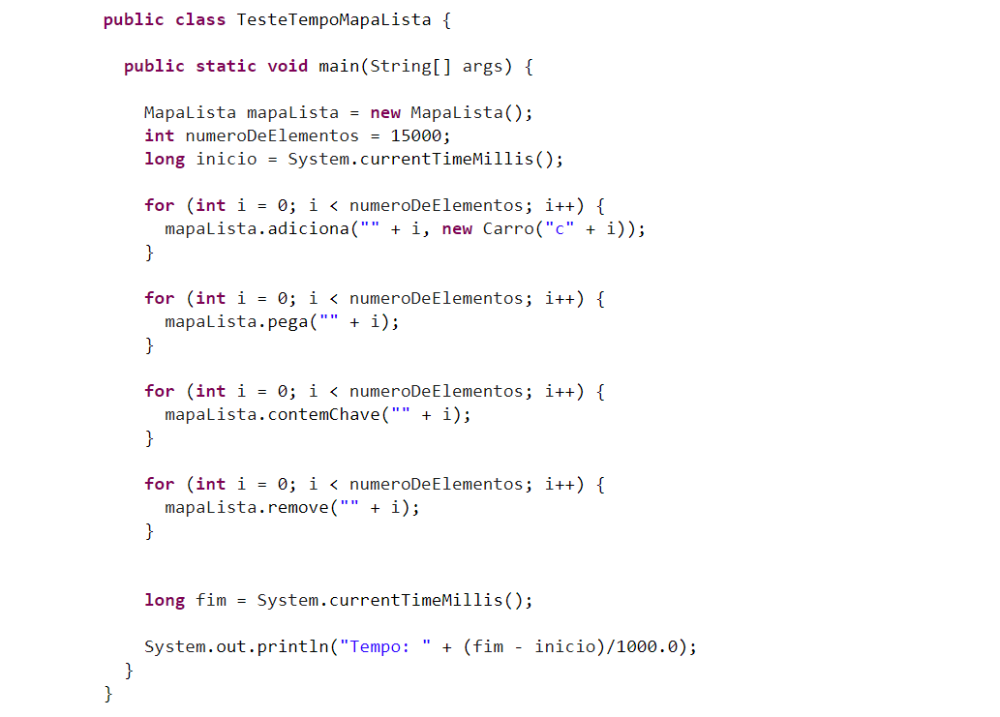 public class TesteTempoMapaLista {
public static void main(String[] args) {
MapaLista mapaLista = new MapaLista();
int numeroDeElementos = 15000;
long inicio = System.currentTimeMillis();
for (int i = 0; i < numeroDeElementos; i++) {
mapaLista.adiciona("" + i, new Carro("c" + i));
}
for (int i = 0; i < numeroDeElementos; i++) {
mapaLista.pega("" + i);
}
for (int i = 0; i < numeroDeElementos; i++) {
mapaLista.contemChave("" + i);
}
for (int i = 0; i < numeroDeElementos; i++) {
mapaLista.remove("" + i);
}
long fim = System.currentTimeMillis();
System.out.println("Tempo: " + (fim - inicio)/1000.0);
}
}